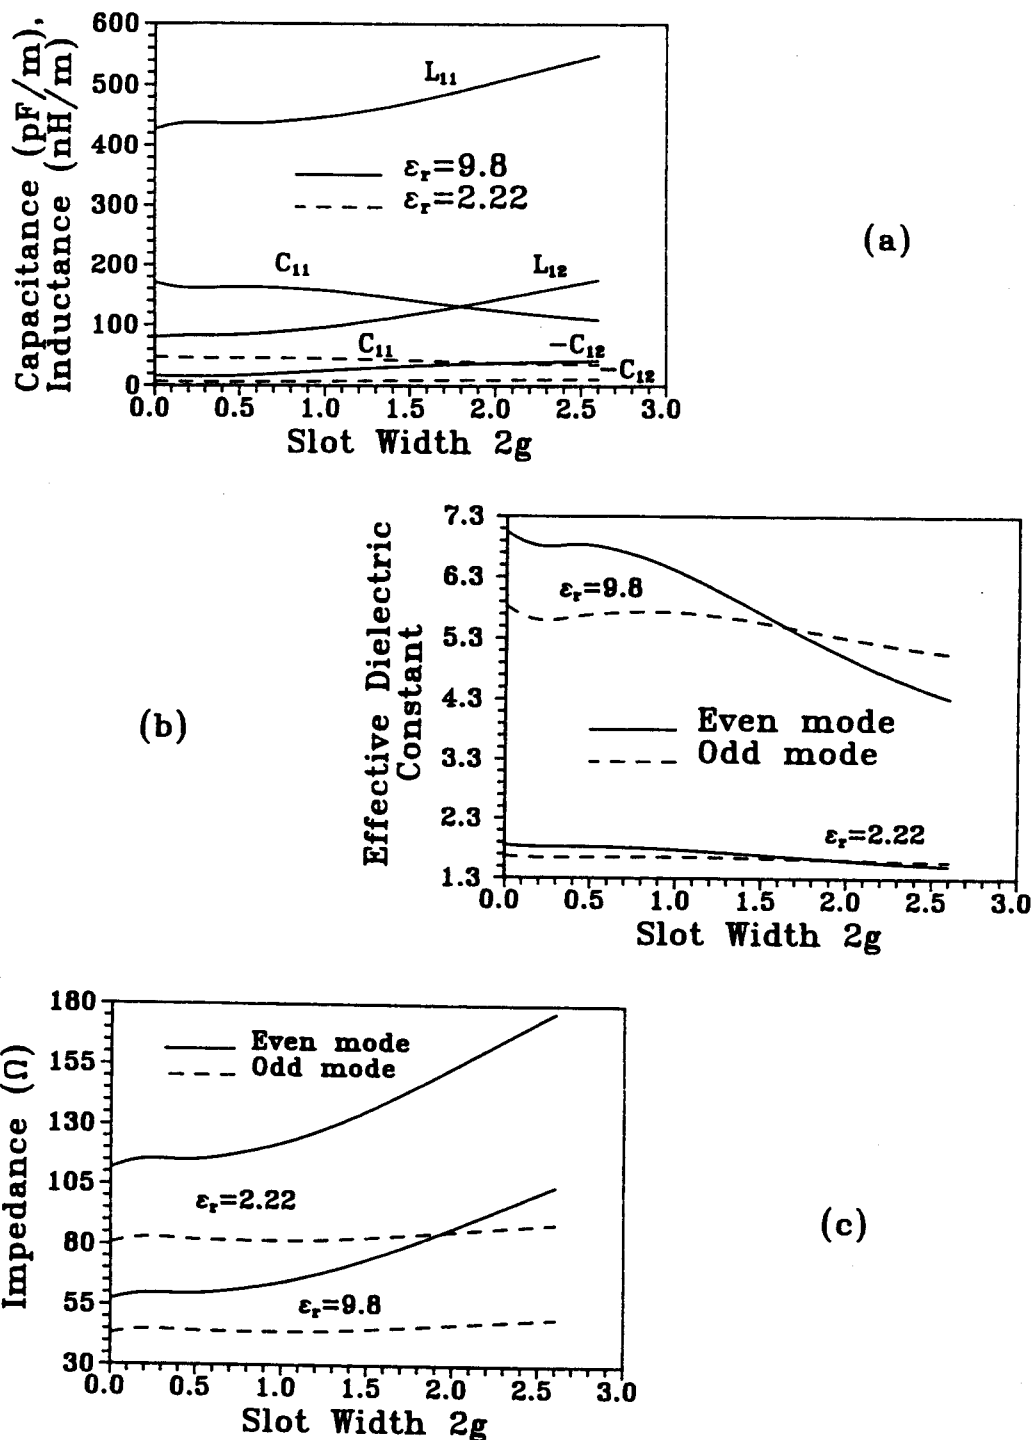 Capacitance (pF/m),
Inductance (nH/m)
600
500
400
300
200
100
0
L₁₁
εᵣ=9.8
εᵣ=2.22
C₁₁
L₁₂
C₁₁
−C₁₂
−C₁₂
0.0 0.5 1.0 1.5 2.0 2.5 3.0
Slot Width 2g
(a)
Effective Dielectric
Constant
7.3
6.3
5.3
4.3
3.3
2.3
1.3
εᵣ=9.8
Even mode
Odd mode
εᵣ=2.22
0.0 0.5 1.0 1.5 2.0 2.5 3.0
Slot Width 2g
(b)
Impedance (Ω)
180
155
130
105
80
55
30
Even mode
Odd mode
εᵣ=2.22
εᵣ=9.8
0.0 0.5 1.0 1.5 2.0 2.5 3.0
Slot Width 2g
(c)